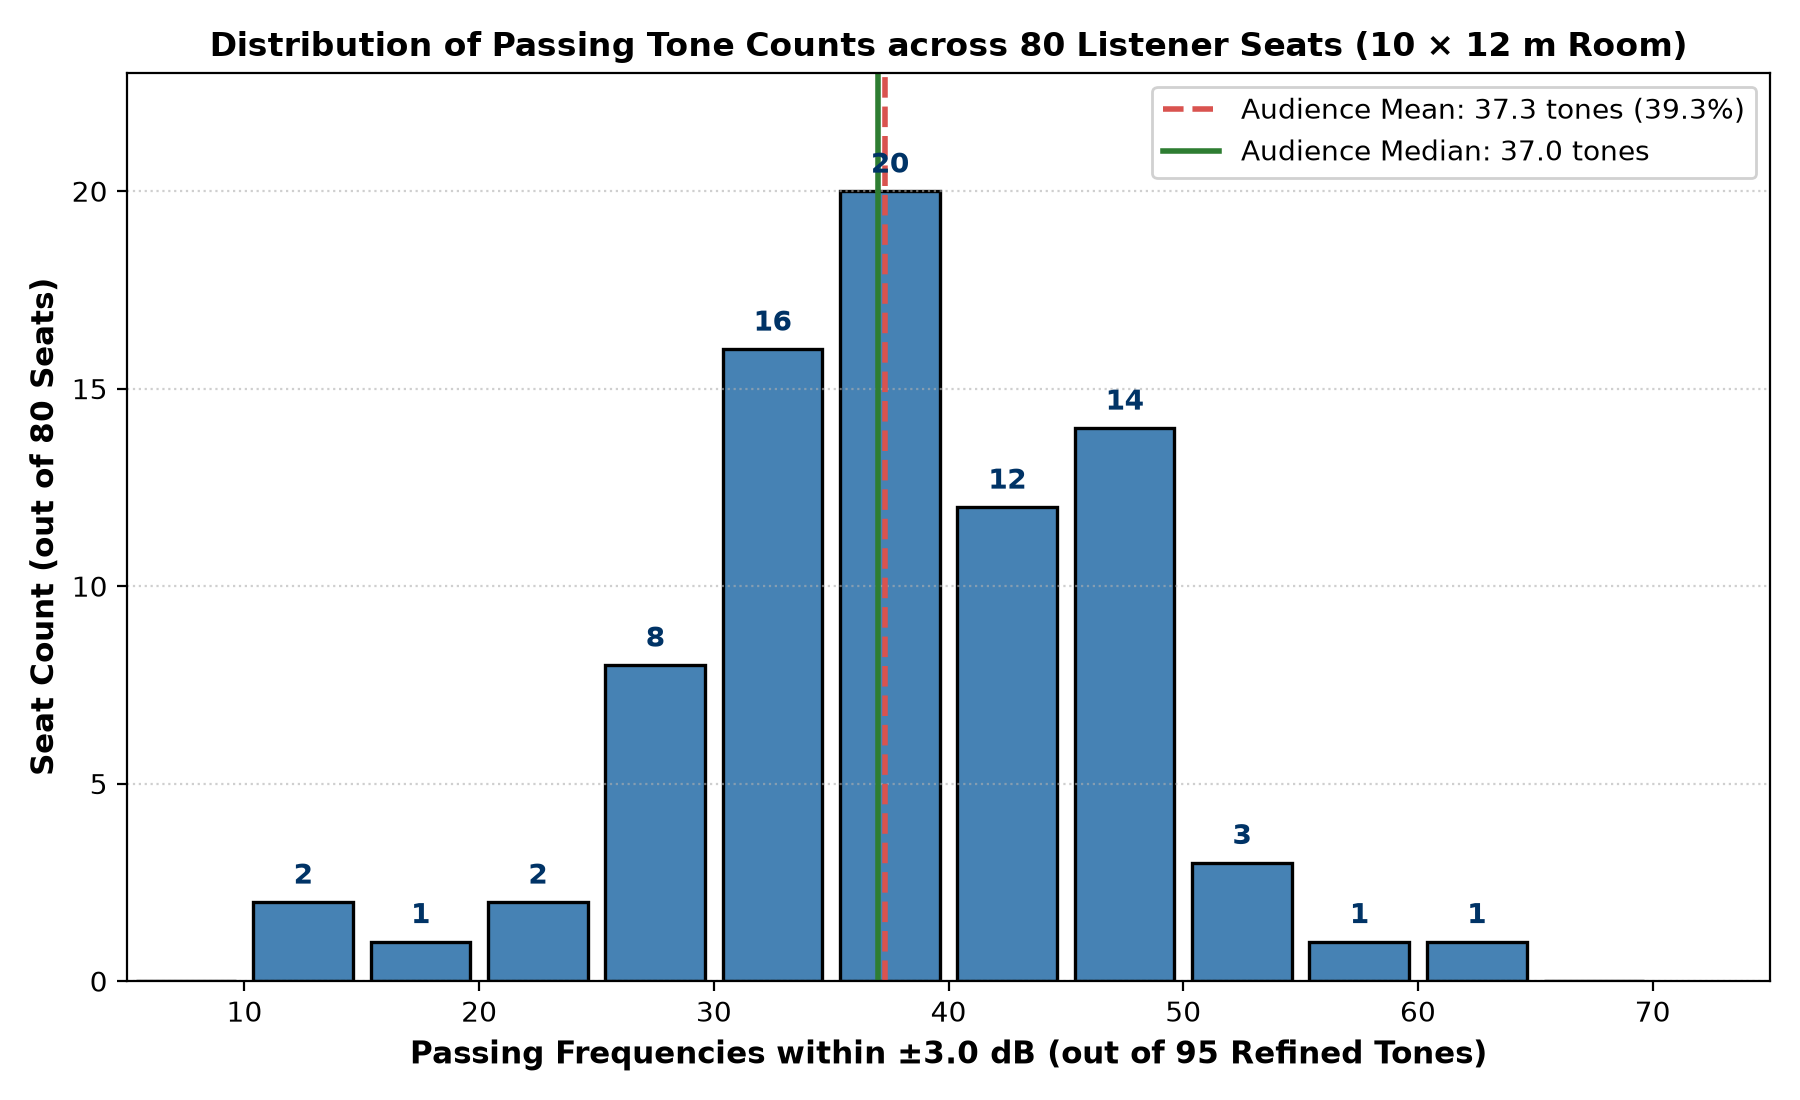 Distribution of Passing Tone Counts across 80 Listener Seats (10 × 12 m Room)
Audience Mean: 37.3 tones (39.3%)
Audience Median: 37.0 tones
Seat Count (out of 80 Seats)
20
15
10
5
0
2
1
2
8
16
20
12
14
3
1
1
10 20 30 40 50 60 70
Passing Frequencies within ±3.0 dB (out of 95 Refined Tones)